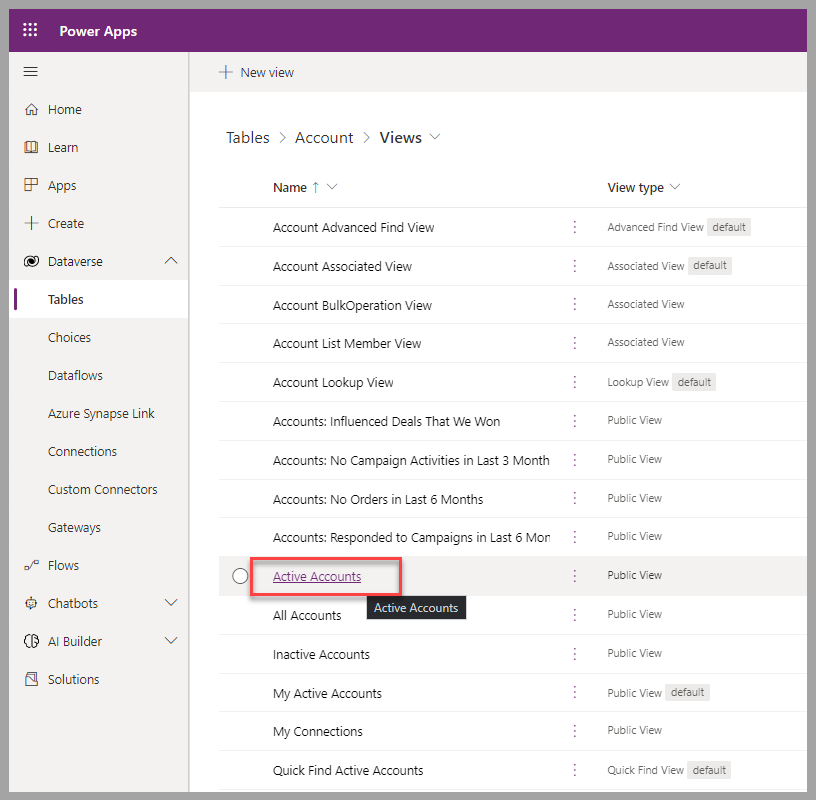 Power Apps
New view
Home
Learn
Apps
Create
Dataverse
Tables
Choices
Dataflows
Azure Synapse Link
Connections
Custom Connectors
Gateways
Flows
Chatbots
AI Builder
Solutions
Tables > Account > Views
Name ↑ View type
Account Advanced Find View Advanced Find View default
Account Associated View Associated View default
Account BulkOperation View Associated View
Account List Member View Associated View
Account Lookup View Lookup View default
Accounts: Influenced Deals That We Won Public View
Accounts: No Campaign Activities in Last 3 Month Public View
Accounts: No Orders in Last 6 Months Public View
Accounts: Responded to Campaigns in Last 6 Mon Public View
Active Accounts Public View
Active Accounts
All Accounts Public View
Inactive Accounts Public View
My Active Accounts Public View default
My Connections Public View
Quick Find Active Accounts Quick Find View default